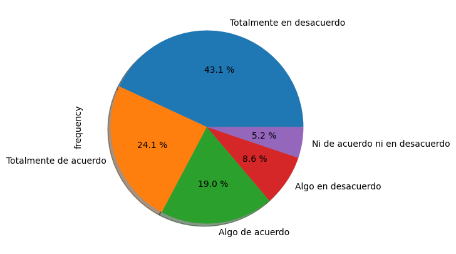 Totalmente en desacuerdo
43.1 %
frequency
5.2 %
Ni de acuerdo ni en desacuerdo
24.1 %
8.6 %
Totalmente de acuerdo
19.0 %
Algo en desacuerdo
Algo de acuerdo